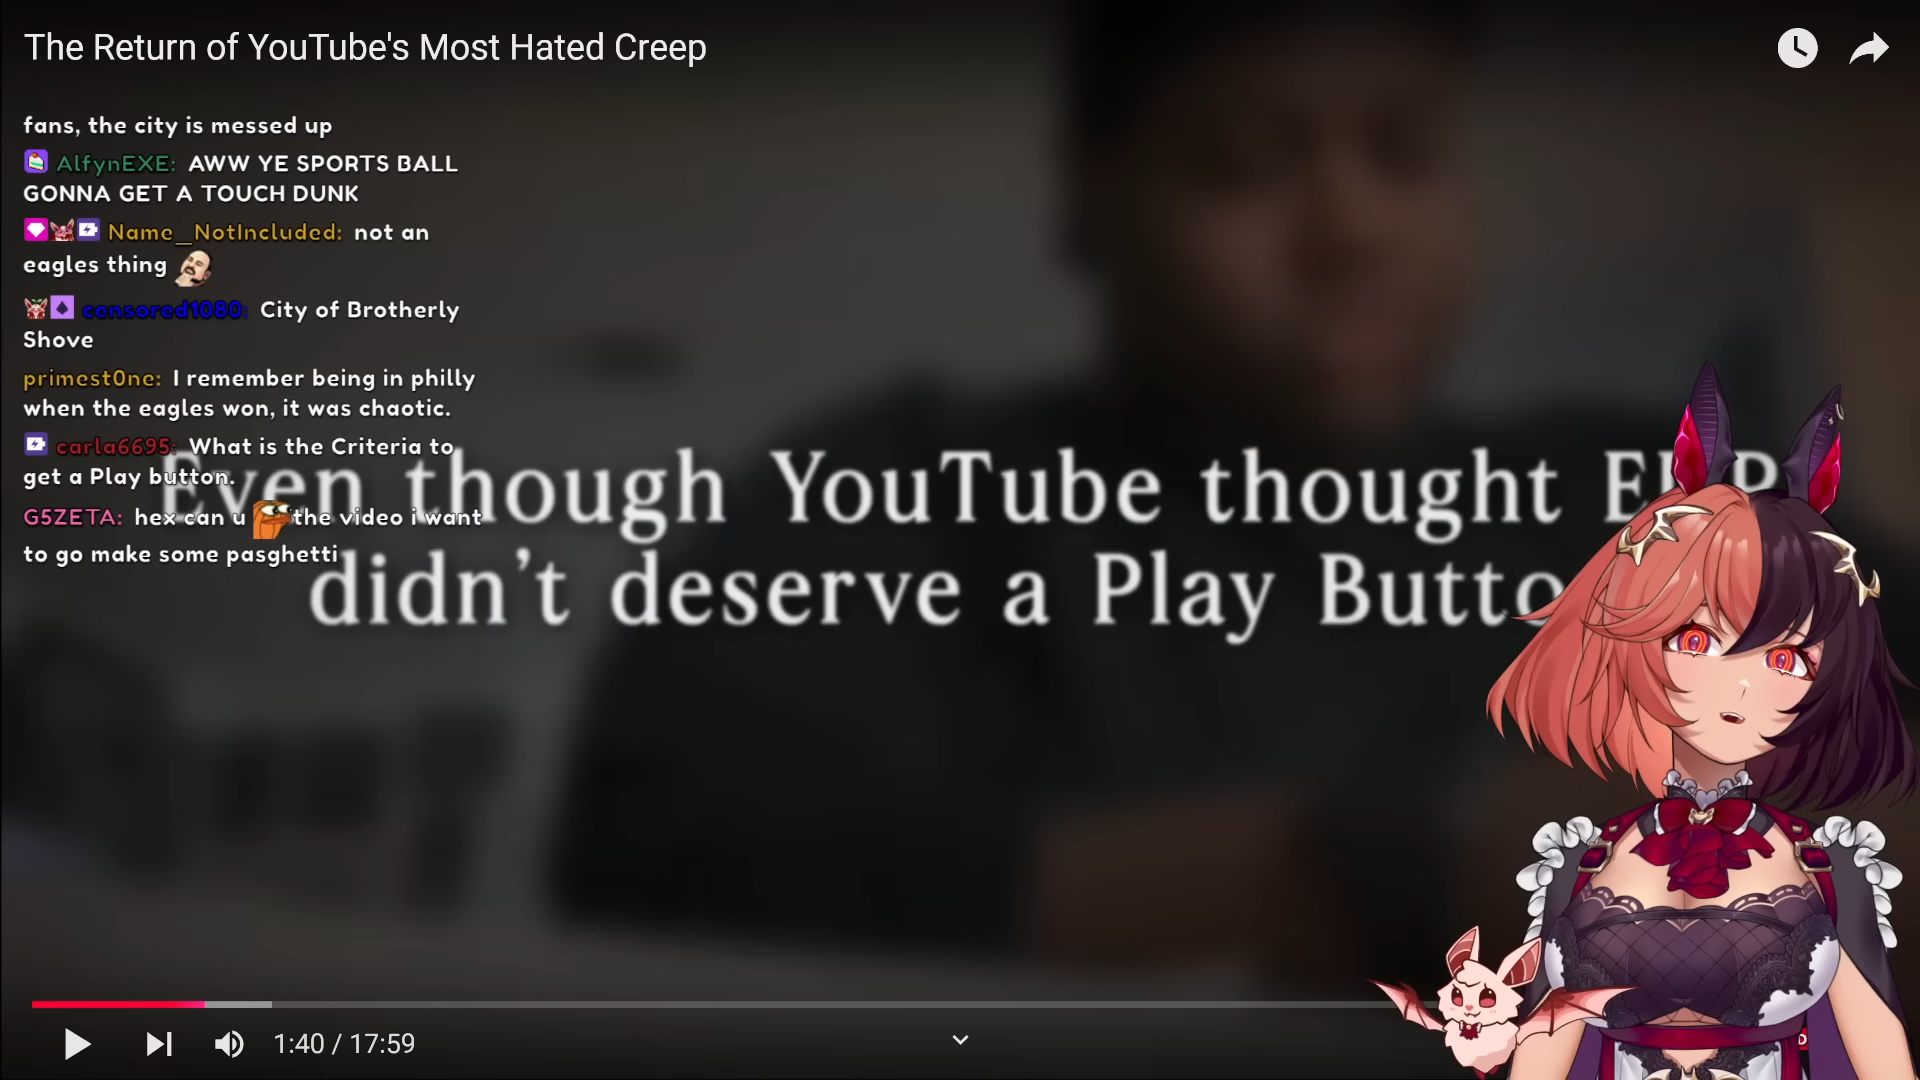 The Return of YouTube's Most Hated Creep
fans, the city is messed up
AlfynEXE: AWW YE SPORTS BALL
GONNA GET A TOUCH DUNK
Name_NotIncluded: not an
eagles thing
censored1080: City of Brotherly
Shove
primest0ne: I remember being in philly
when the eagles won, it was chaotic.
carla6695: What is the Criteria to
get a Play button.
G5ZETA: hex can u the video i want
to go make some pasghetti
Even though YouTube thought
didn't deserve a Play
1:40 / 17:59